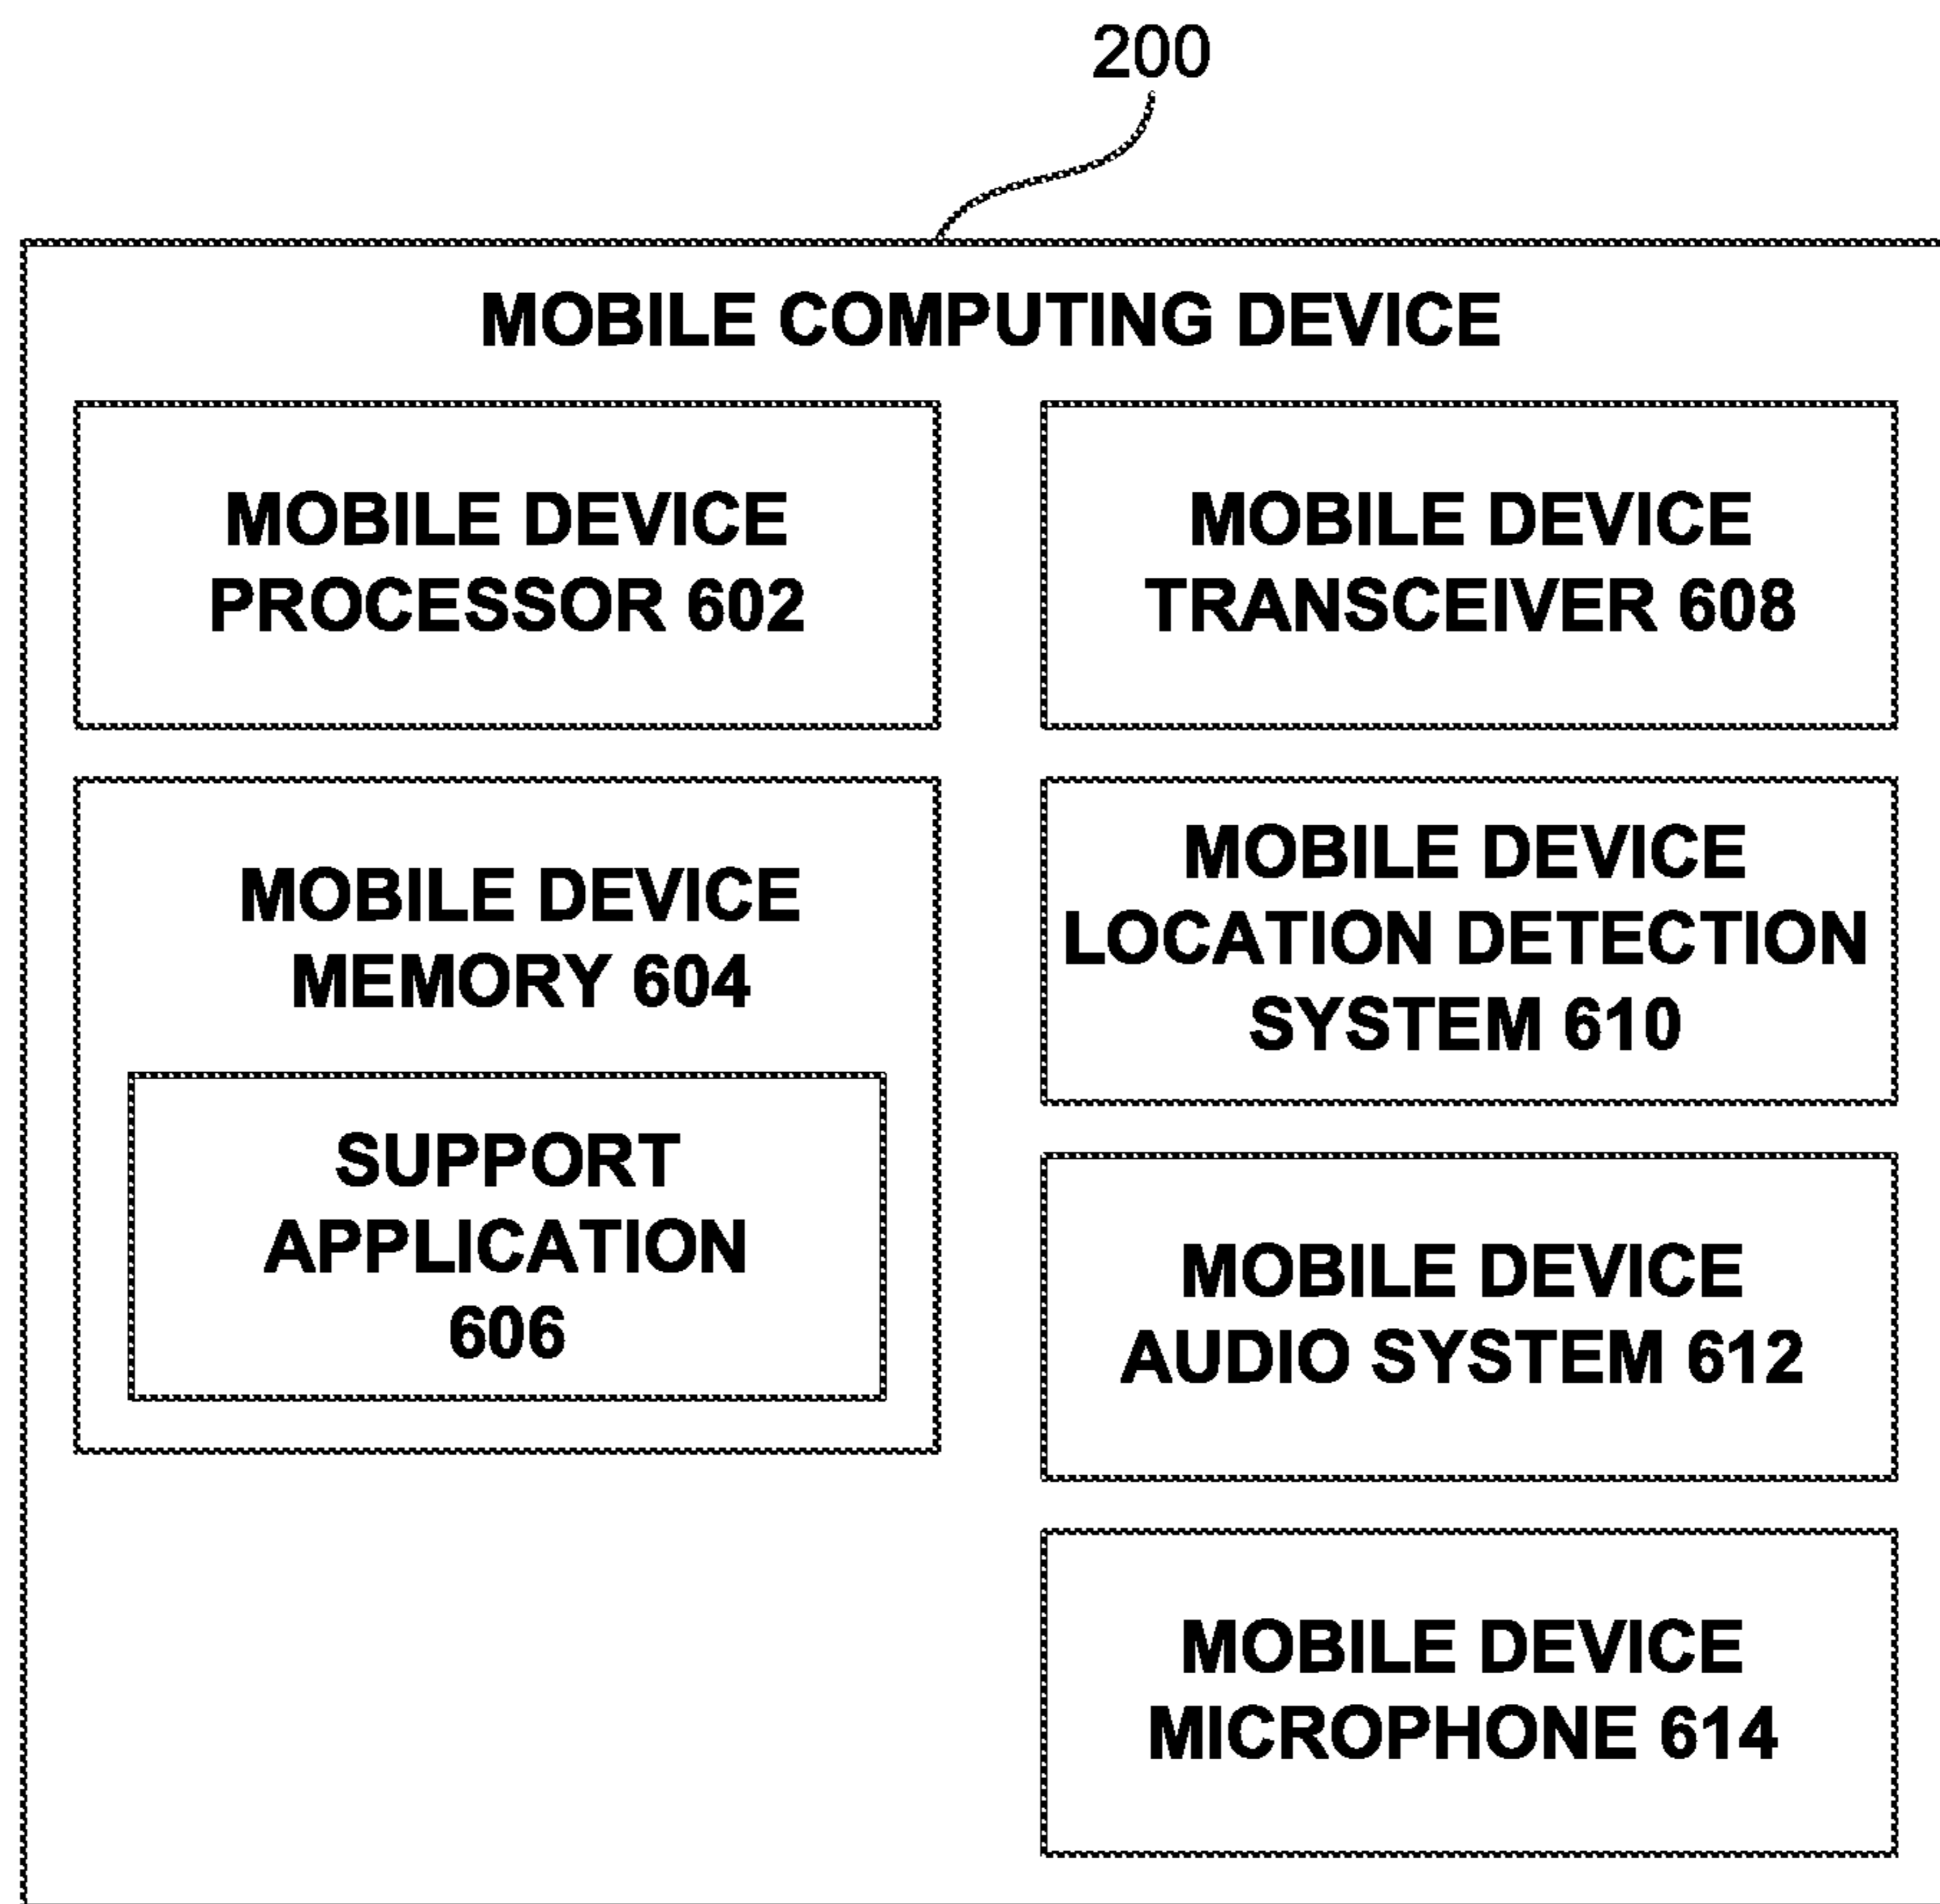 200
MOBILE COMPUTING DEVICE
MOBILE DEVICE
PROCESSOR 602
MOBILE DEVICE
MEMORY 604
SUPPORT
APPLICATION
606
MOBILE DEVICE
TRANSCEIVER 608
MOBILE DEVICE
LOCATION DETECTION
SYSTEM 610
MOBILE DEVICE
AUDIO SYSTEM 612
MOBILE DEVICE
MICROPHONE 614